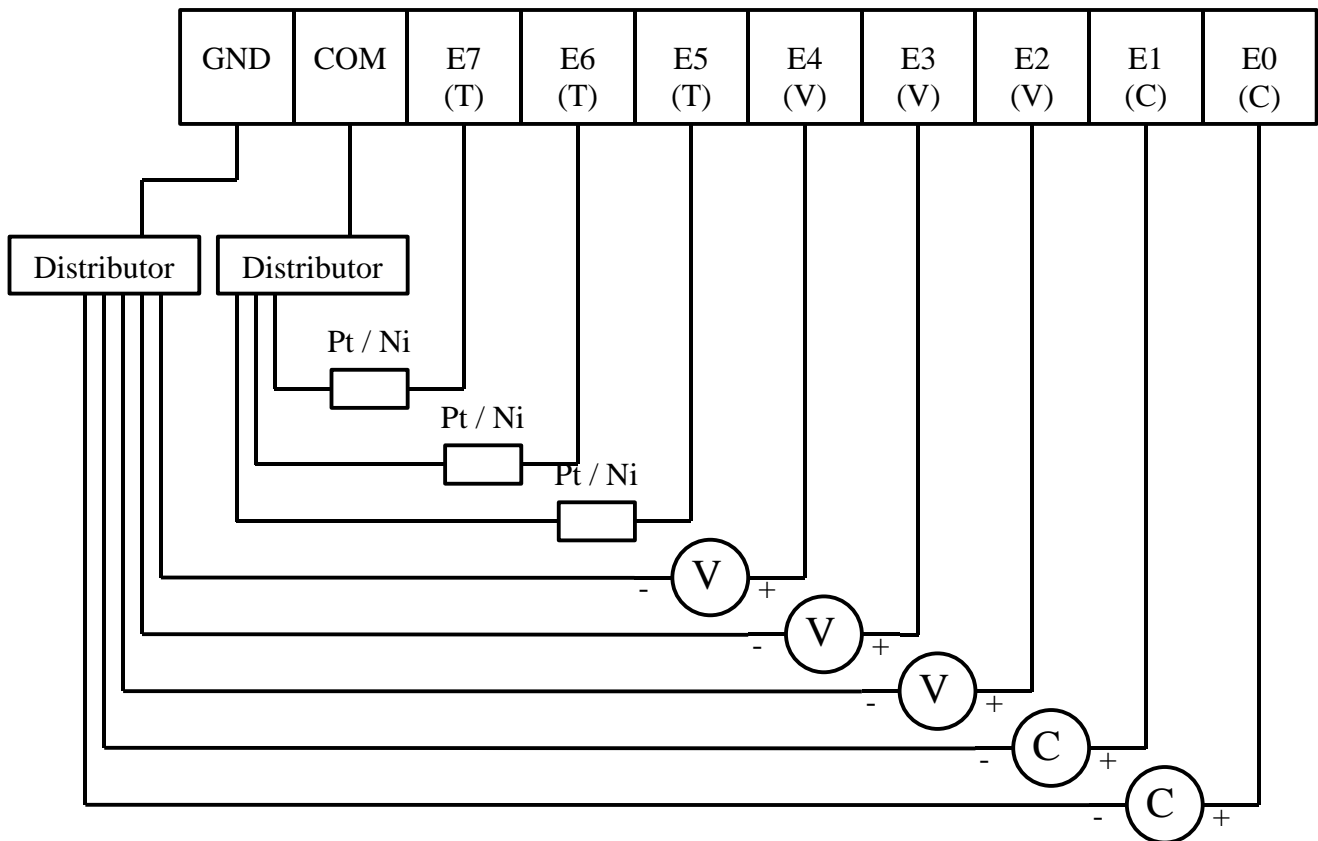 GND COM E7 E6 E5 E4 E3 E2 E1 E0
(T) (T) (T) (V) (V) (V) (C) (C)
Distributor Distributor
Pt / Ni
Pt / Ni
Pt / Ni
V
- +
V
- +
V
- +
C
- +
C
- +